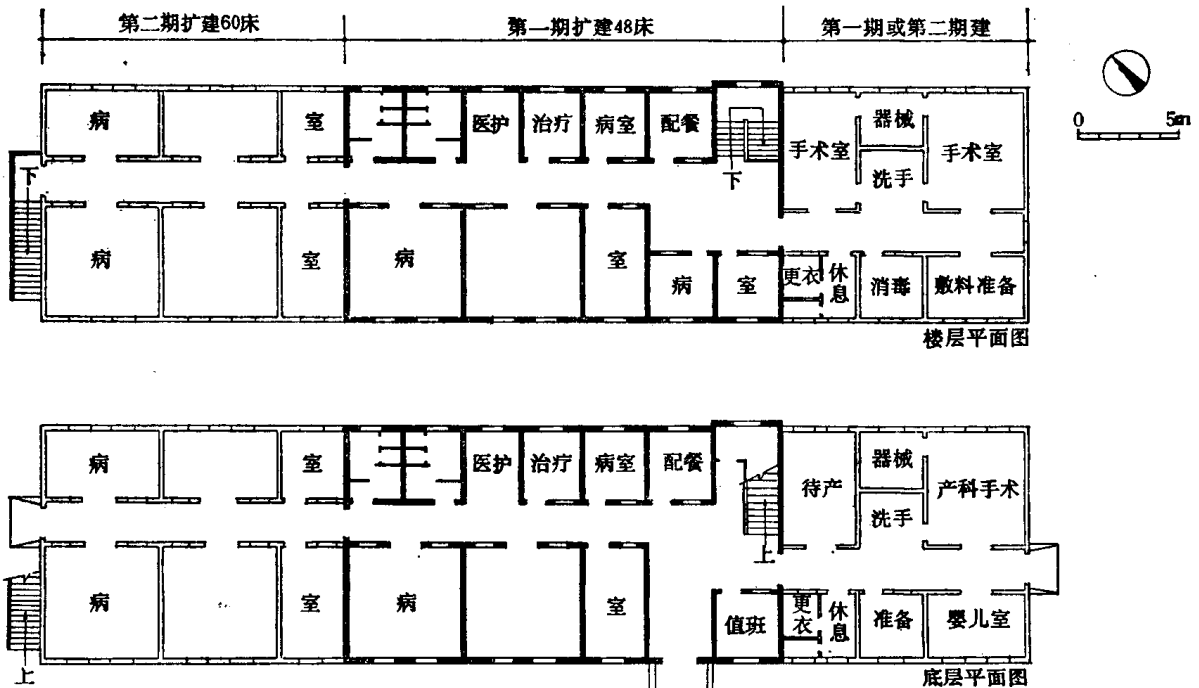 第二期扩建60床
第一期扩建48床
第一期或第二期建
0 5m
病 室 医护 治疗 病室 配餐 手术室 器械 手术室
下 下 洗手
病 室 病 室 病 室 更衣 休息 消毒 敷料准备
楼层平面图
病 室 医护 治疗 病室 配餐 待产 器械 产科手术
洗手
上
病 室 病 室 值班 更衣 休息 准备 婴儿室
上
底层平面图